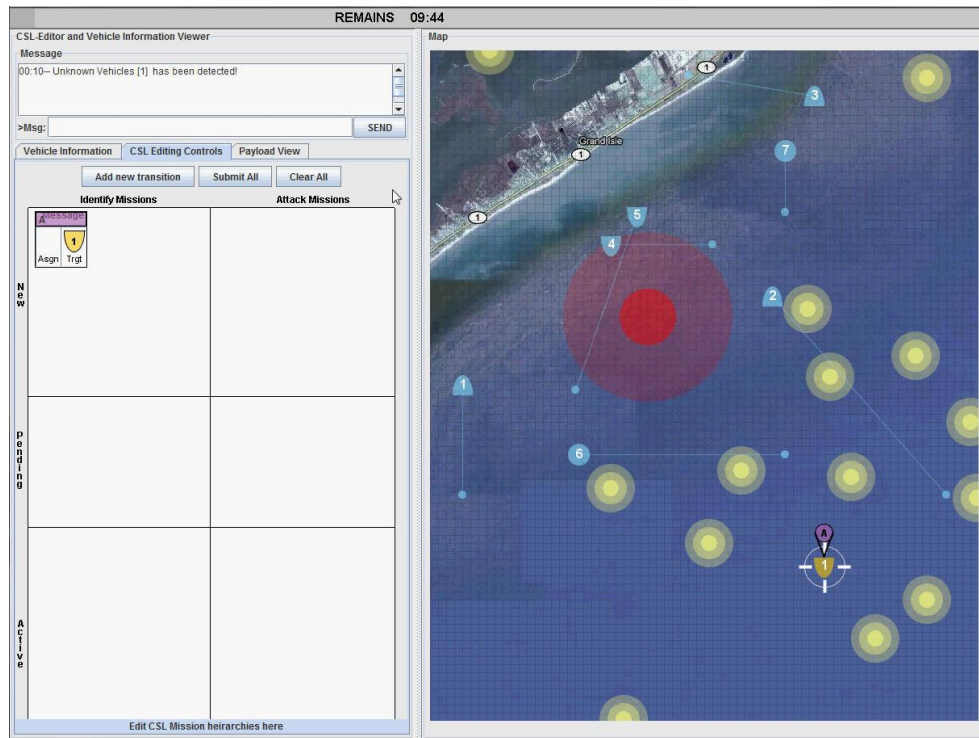 REMAINS 09:44
CSL-Editor and Vehicle Information Viewer
Message
00:10-- Unknown Vehicles [1] has been detected!
>Msg:
SEND
Vehicle Information
CSL Editing Controls
Payload View
Add new transition
Submit All
Clear All
Identify Missions
Attack Missions
New
A Message
1
Asgn Trgt
Pending
Active
Edit CSL Mission heirarchies here
Map
1
3
Grand Isle
1
7
1
5
4
2
1
6
A
1